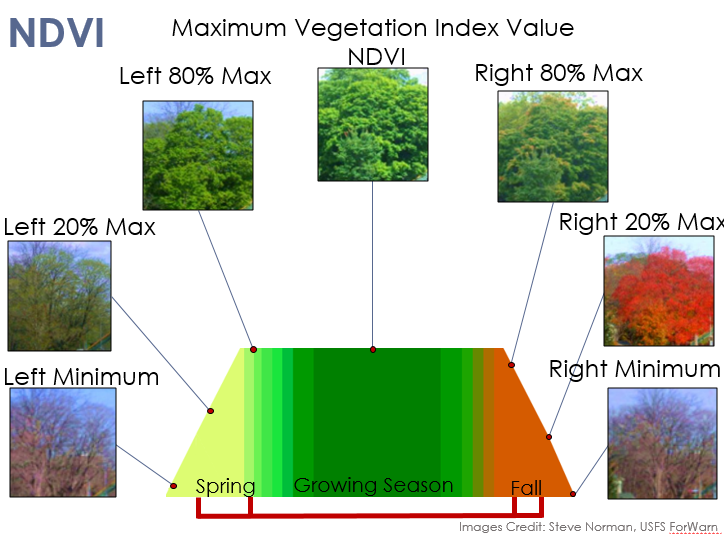 NDVI
Maximum Vegetation Index Value
NDVI
Left 80% Max
Right 80% Max
Left 20% Max
Right 20% Max
Left Minimum
Right Minimum
Spring
Growing Season
Fall
Images Credit: Steve Norman, USFS ForWarn